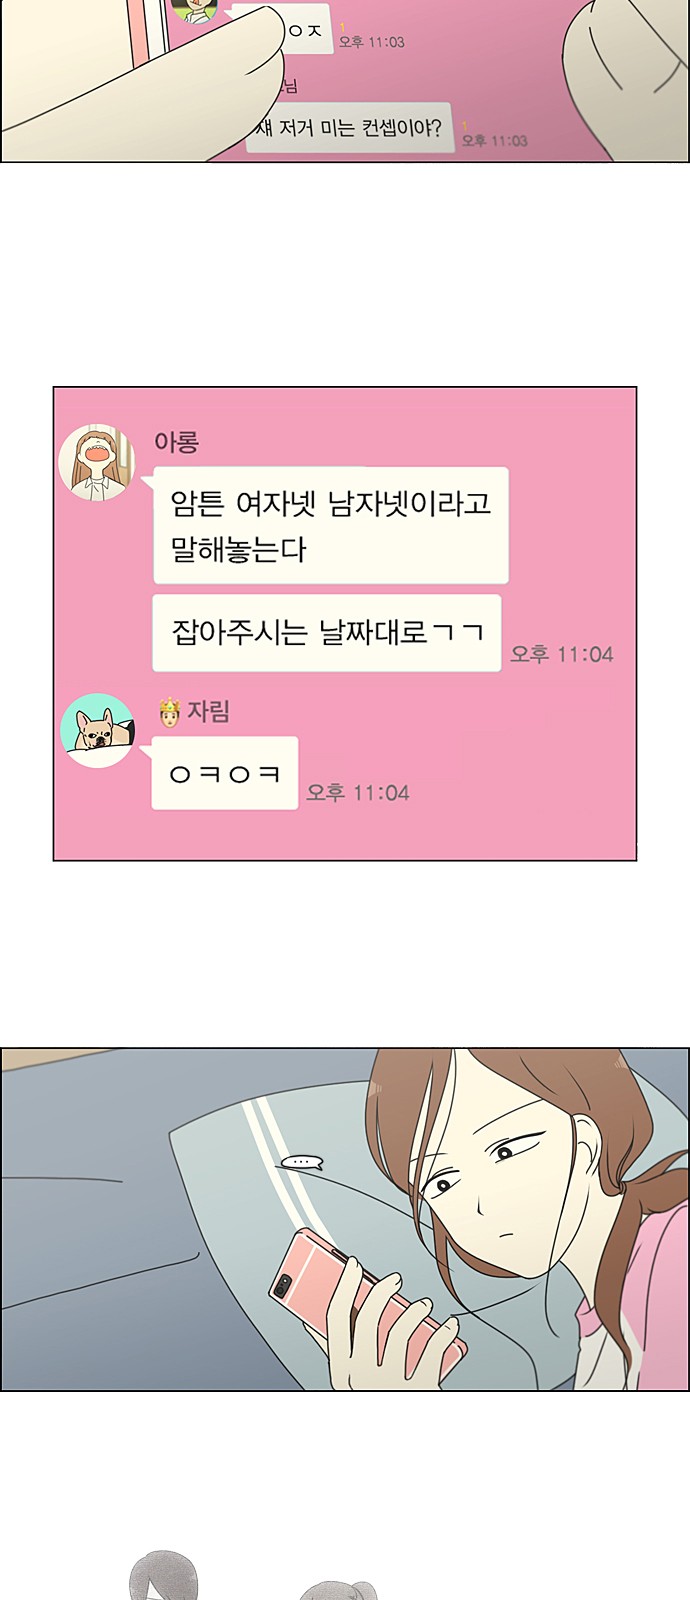 ㅇㅈ
1
오후 11:03
님
쟤 저거 미는 컨셉이야?
1
오후 11:03
아롱
암튼 여자넷 남자넷이라고
말해놓는다
잡아주시는 날짜대로ㄱㄱ
오후 11:04
자림
ㅇㅋㅇㅋ
오후 11:04
...